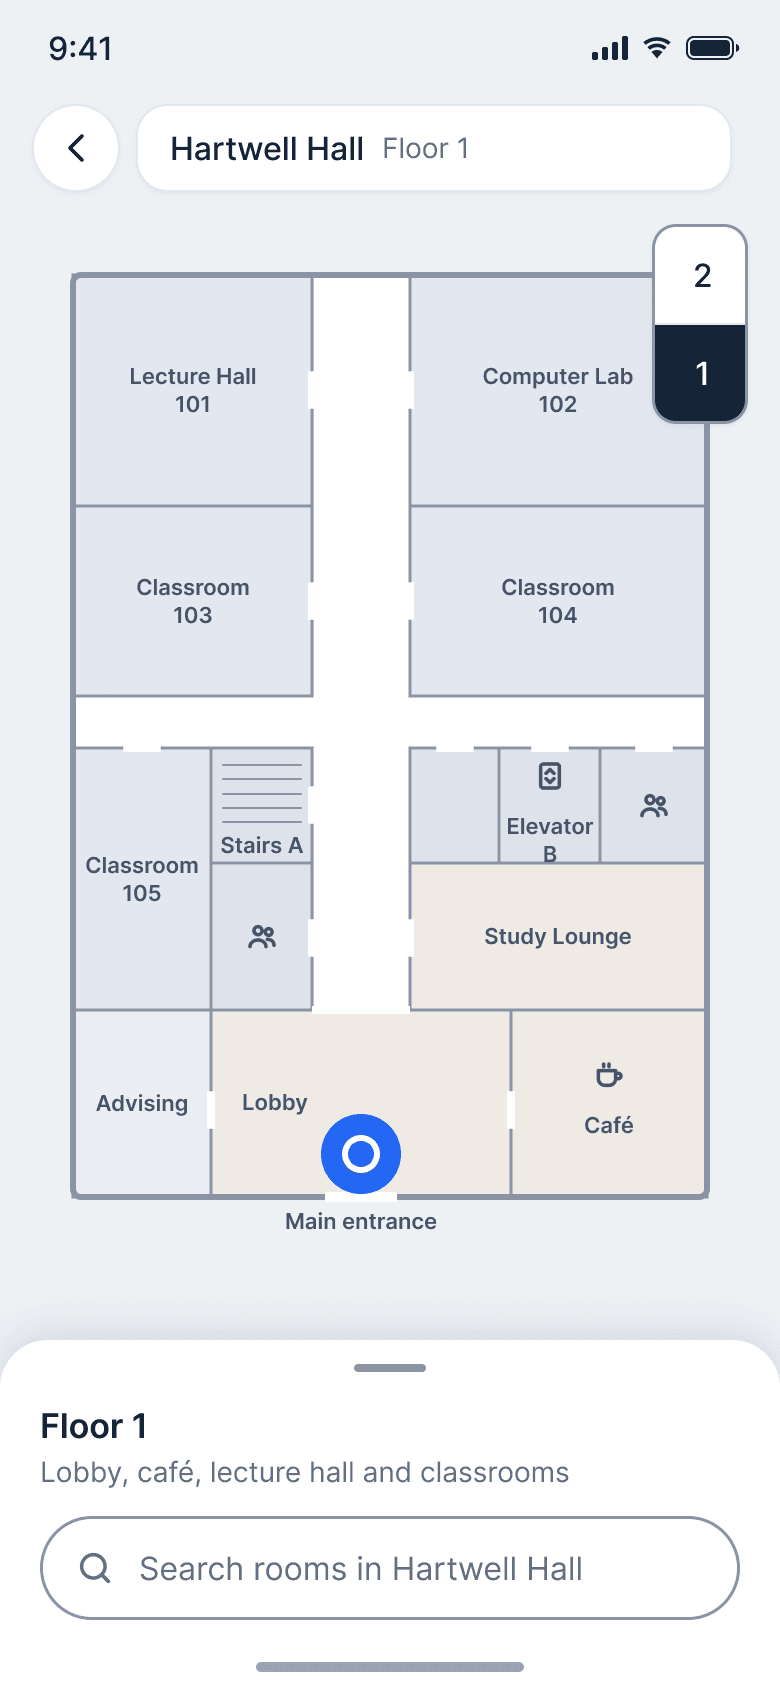 9:41
Hartwell Hall Floor 1
2
1
Lecture Hall
101
Computer Lab
102
Classroom
103
Classroom
104
Classroom
105
Stairs A
Elevator
B
Study Lounge
Advising
Lobby
Café
Main entrance
Floor 1
Lobby, café, lecture hall and classrooms
Search rooms in Hartwell Hall